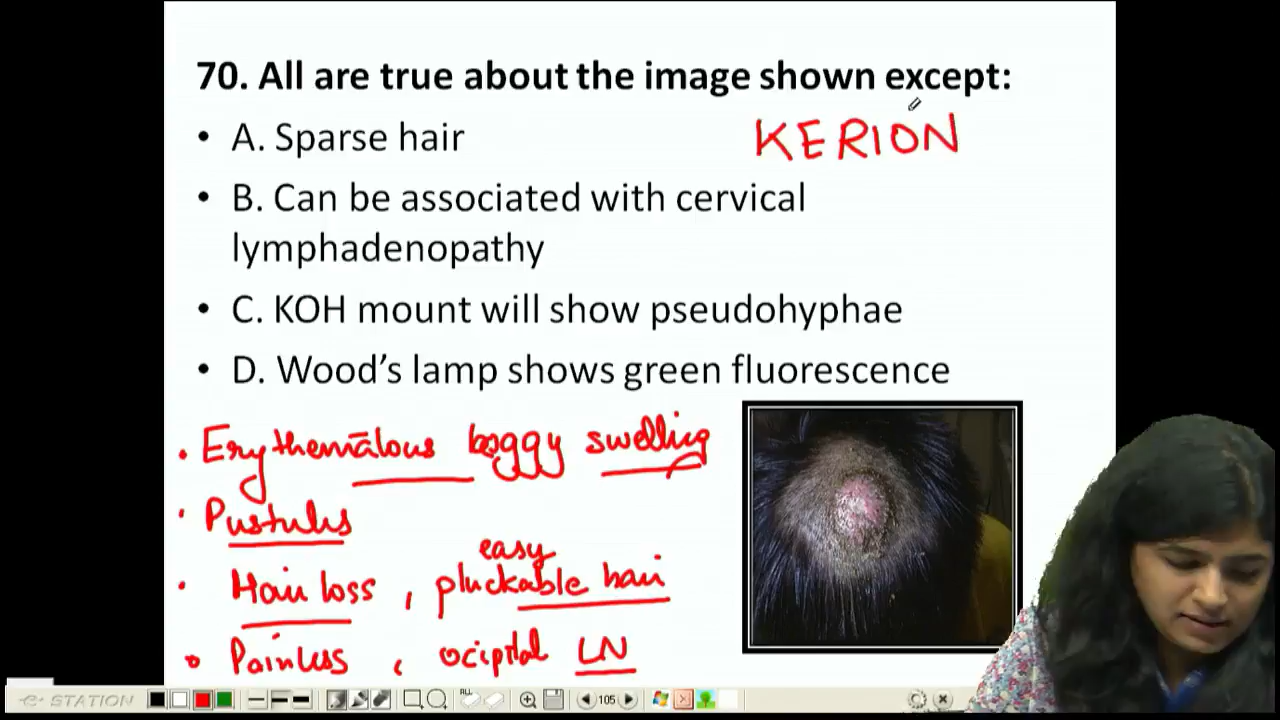 70. All are true about the image shown except:
• A. Sparse hair
KERION
• B. Can be associated with cervical
lymphadenopathy
• C. KOH mount will show pseudohyphae
• D. Wood's lamp shows green fluorescence
• Erythematous boggy swelling
• Pustules
easy
• Hair loss, pluckable hair
• Painless, occipital LN
e- STATION
ALL
105